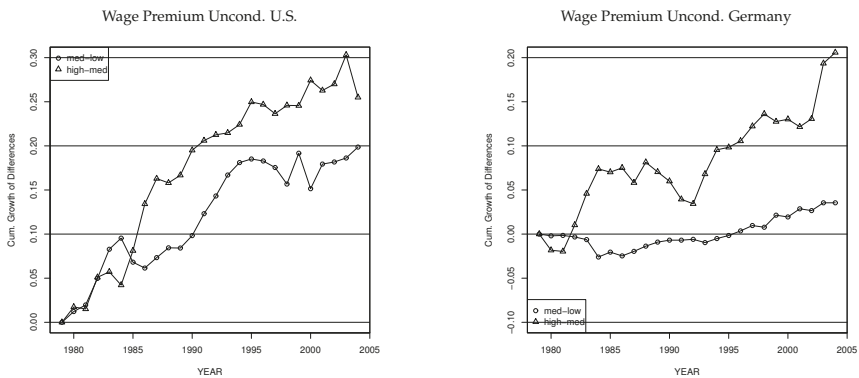 Wage Premium Uncond. U.S.
med−low
high−med
0.30
0.25
0.20
0.15
0.10
0.05
0.00
Cum. Growth of Differences
1980
1985
1990
1995
2000
2005
YEAR
Wage Premium Uncond. Germany
0.20
0.15
0.10
0.05
0.00
−0.05
−0.10
Cum. Growth of Differences
med−low
high−med
1980
1985
1990
1995
2000
2005
YEAR